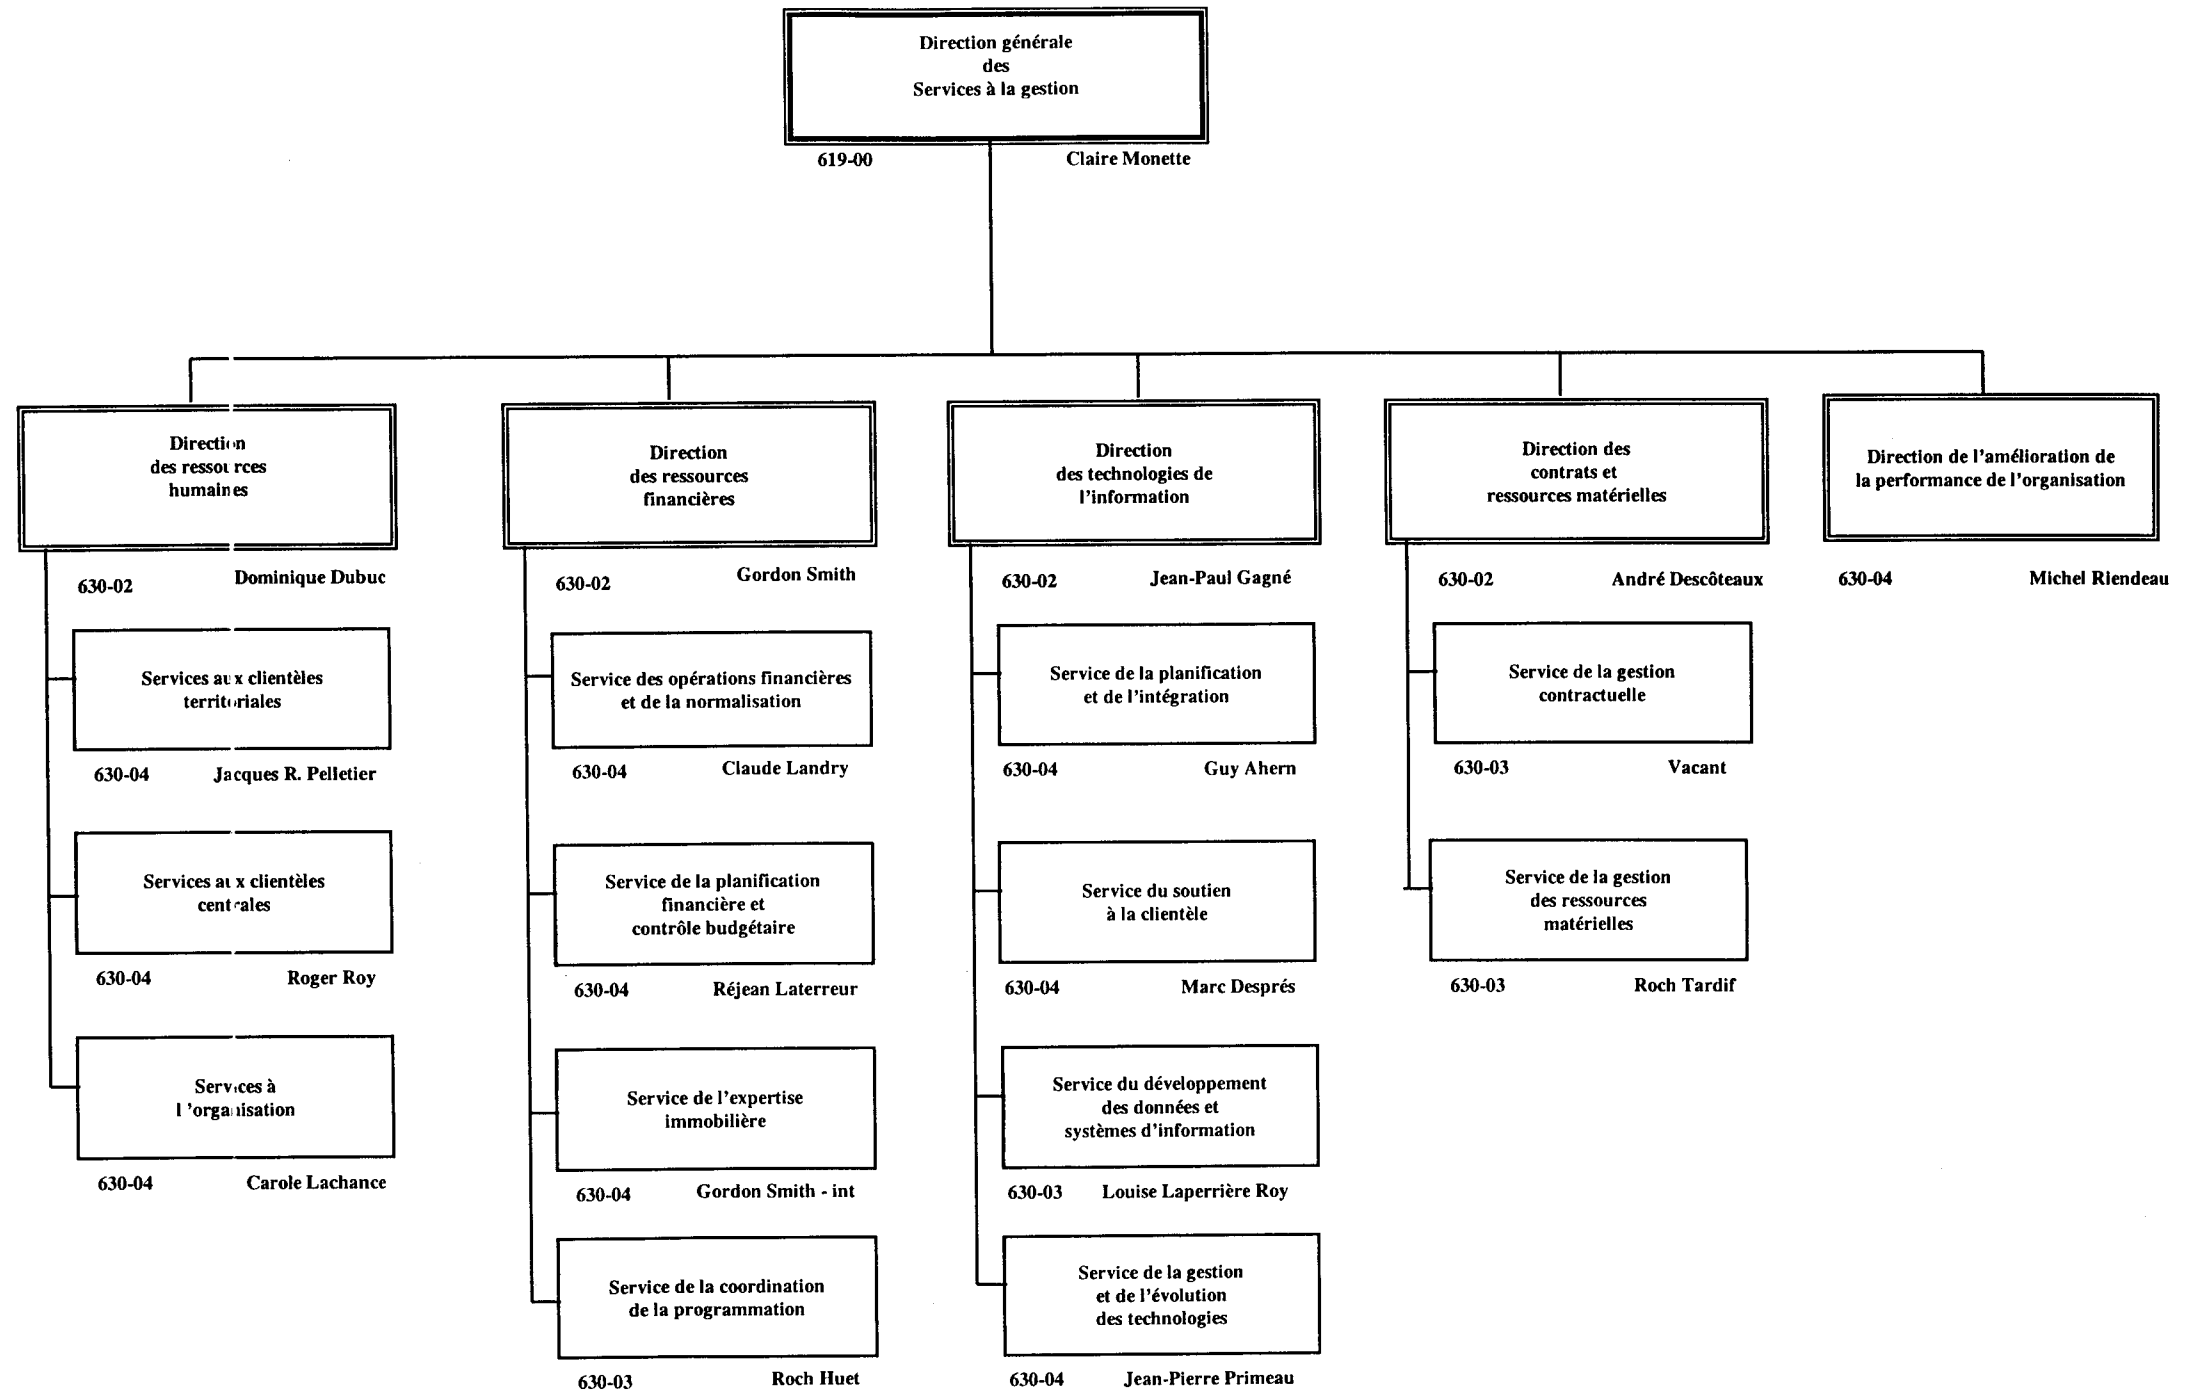 Direction générale
des
Services à la gestion
619-00 Claire Monette
Direction
des ressources
humaines
630-02 Dominique Dubuc
Services aux clientèles
territoriales
630-04 Jacques R. Pelletier
Services aux clientèles
centrales
630-04 Roger Roy
Services à
l 'organisation
630-04 Carole Lachance
Direction
des ressources
financières
630-02 Gordon Smith
Service des opérations financières
et de la normalisation
630-04 Claude Landry
Service de la planification
financière et
contrôle budgétaire
630-04 Réjean Laterreur
Service de l'expertise
immobilière
630-04 Gordon Smith - int
Service de la coordination
de la programmation
630-03 Roch Huet
Direction
des technologies de
l'information
630-02 Jean-Paul Gagné
Service de la planification
et de l'intégration
630-04 Guy Ahern
Service du soutien
à la clientèle
630-04 Marc Després
Service du développement
des données et
systèmes d'information
630-03 Louise Laperrière Roy
Service de la gestion
et de l'évolution
des technologies
630-04 Jean-Pierre Primeau
Direction des
contrats et
ressources matérielles
630-02 André Descôteaux
Service de la gestion
contractuelle
630-03 Vacant
Service de la gestion
des ressources
matérielles
630-03 Roch Tardif
Direction de l'amélioration de
la performance de l'organisation
630-04 Michel Riendeau